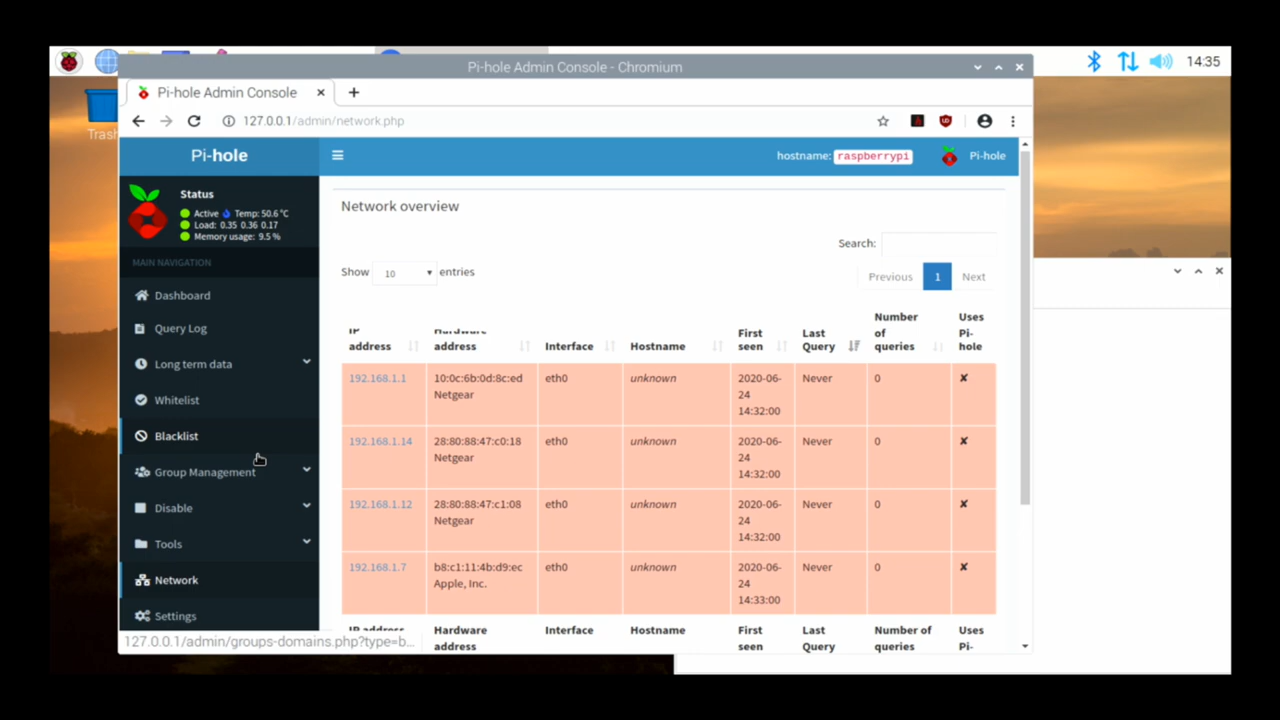 14:35
Trash
Pi-hole Admin Console - Chromium
Pi-hole Admin Console
127.0.0.1/admin/network.php
Pi-hole
hostname: raspberrypi
Pi-hole
Status
Active Temp: 50.6 °C
Load: 0.35 0.36 0.17
Memory usage: 9.5 %
MAIN NAVIGATION
Dashboard
Query Log
Long term data
Whitelist
Blacklist
Group Management
Disable
Tools
Network
Settings
127.0.0.1/admin/groups-domains.php?type=b...
Network overview
Search:
Show 10 entries
Previous 1 Next
IP address Hardware address Interface Hostname First seen Last Query Number of queries Uses Pi-hole
192.168.1.1 10:0c:6b:0d:8c:ed eth0 unknown 2020-06- Never 0 ✘
Netgear 24
14:32:00
192.168.1.14 28:80:88:47:c0:18 eth0 unknown 2020-06- Never 0 ✘
Netgear 24
14:32:00
192.168.1.12 28:80:88:47:c1:08 eth0 unknown 2020-06- Never 0 ✘
Netgear 24
14:32:00
192.168.1.7 b8:c1:11:4b:d9:ec eth0 unknown 2020-06- Never 0 ✘
Apple, Inc. 24
14:33:00
IP address Hardware Interface Hostname First Last Number of Uses
address seen Query queries Pi-